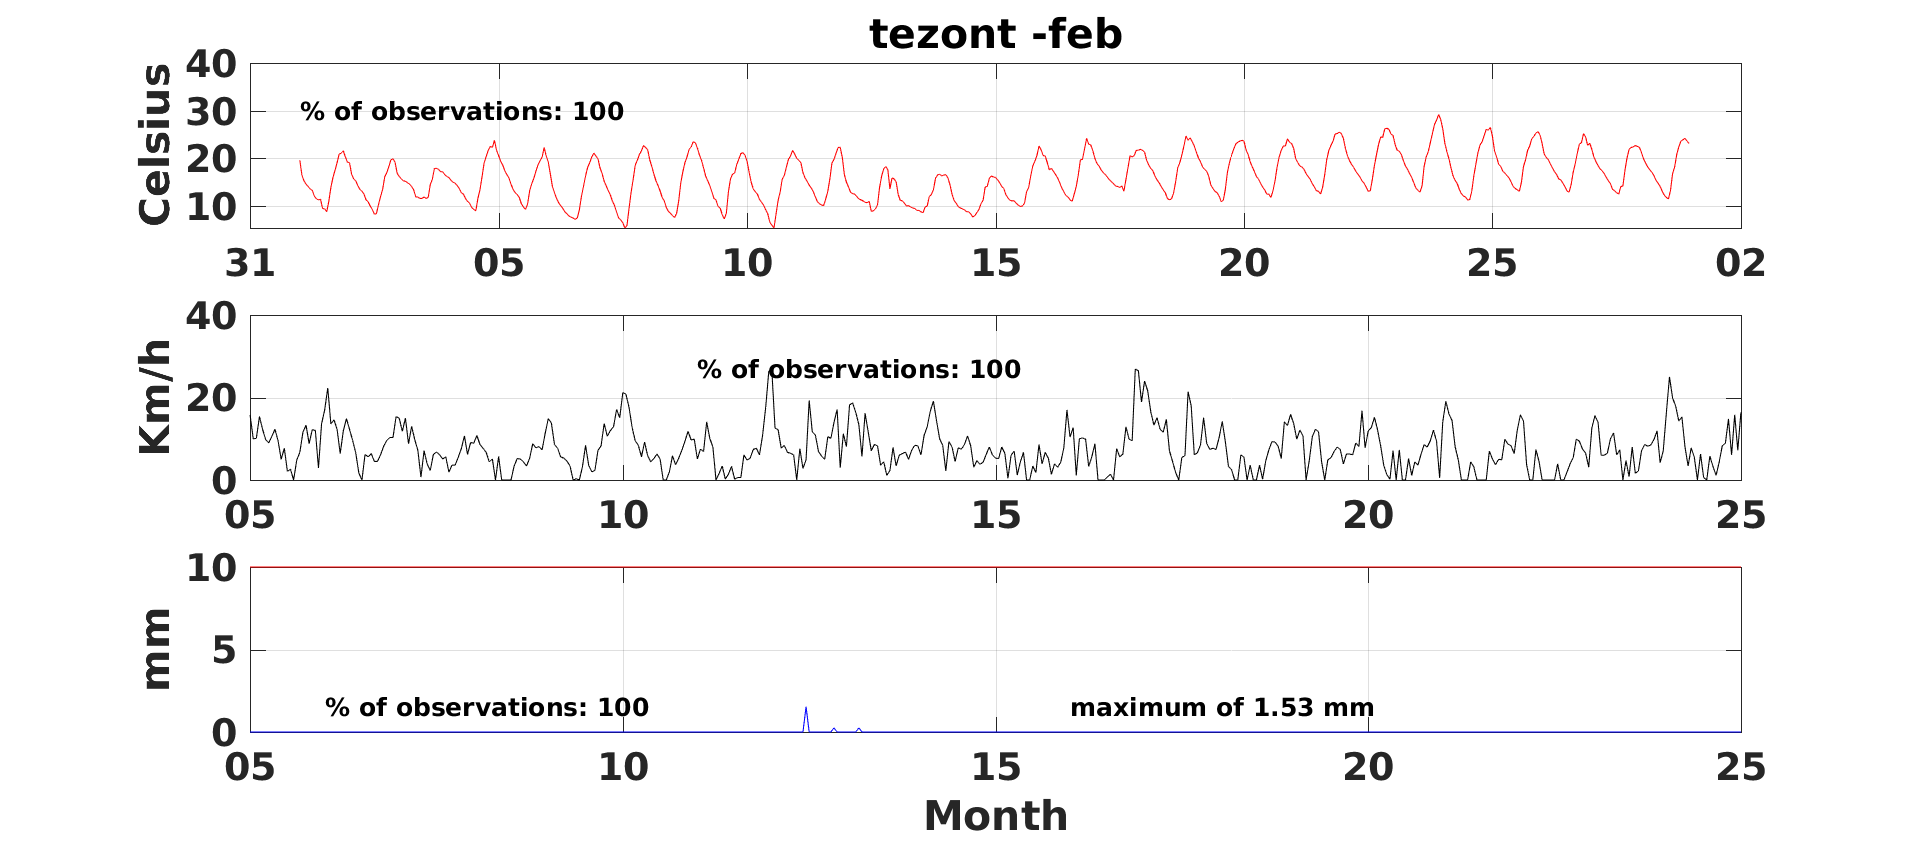 tezont -feb
Celsius
40
30
20
10
% of observations: 100
31 05 10 15 20 25 02
Km/h
40
20
0
% of observations: 100
05 10 15 20 25
mm
10
5
0
% of observations: 100 maximum of 1.53 mm
05 10 15 20 25
Month